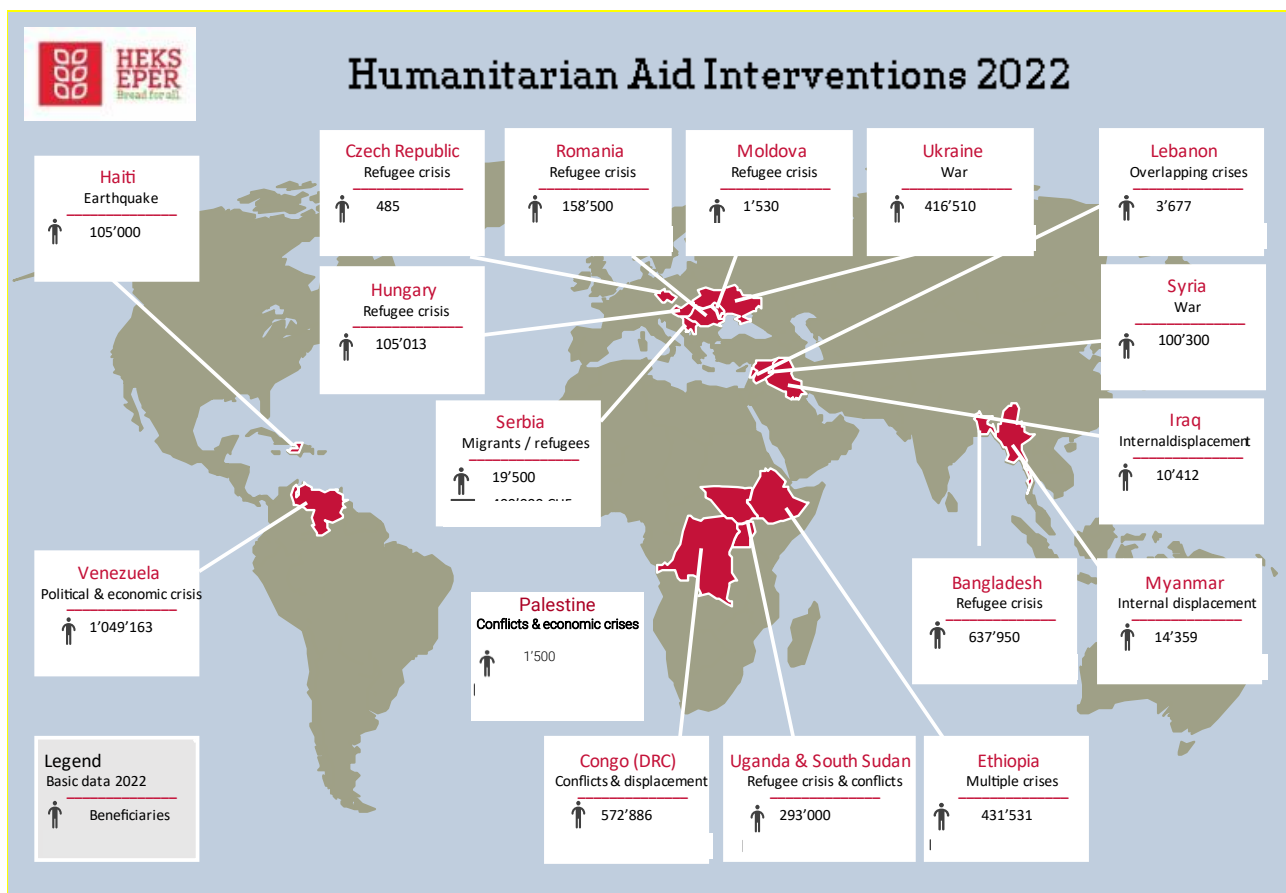 HEKS
EPER
Bread for all.
Humanitarian Aid Interventions 2022
Haiti
Earthquake
105’000
Czech Republic
Refugee crisis
485
Romania
Refugee crisis
158’500
Moldova
Refugee crisis
1’530
Ukraine
War
416’510
Lebanon
Overlapping crises
3’677
Hungary
Refugee crisis
105’013
Syria
War
100’300
Serbia
Migrants / refugees
19’500
Iraq
Internaldisplacement
10’412
Venezuela
Political & economic crisis
1’049’163
Palestine
Conflicts & economic crises
1’500
Bangladesh
Refugee crisis
637’950
Myanmar
Internal displacement
14’359
Legend
Basic data 2022
Beneficiaries
Congo (DRC)
Conflicts & displacement
572’886
Uganda & South Sudan
Refugee crisis & conflicts
293’000
Ethiopia
Multiple crises
431’531